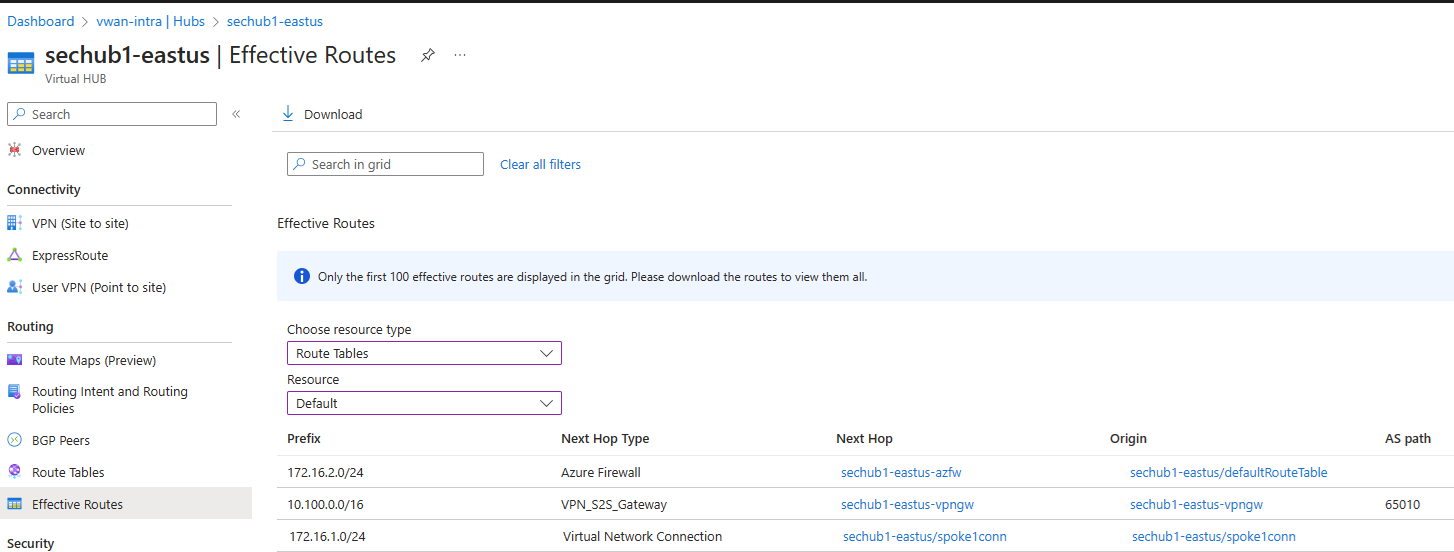 Dashboard > vwan-intra | Hubs > sechub1-eastus
sechub1-eastus | Effective Routes ...
Virtual HUB
Search «
Download
Overview
Search in grid Clear all filters
Connectivity
VPN (Site to site)
Effective Routes
ExpressRoute
Only the first 100 effective routes are displayed in the grid. Please download the routes to view them all.
User VPN (Point to site)
Routing
Choose resource type
Route Maps (Preview)
Route Tables
Routing Intent and Routing
Policies
Resource
Default
BGP Peers
Prefix Next Hop Type Next Hop Origin AS path
Route Tables
172.16.2.0/24 Azure Firewall sechub1-eastus-azfw sechub1-eastus/defaultRouteTable
Effective Routes
10.100.0.0/16 VPN_S2S_Gateway sechub1-eastus-vpngw sechub1-eastus-vpngw 65010
Security
172.16.1.0/24 Virtual Network Connection sechub1-eastus/spoke1conn sechub1-eastus/spoke1conn